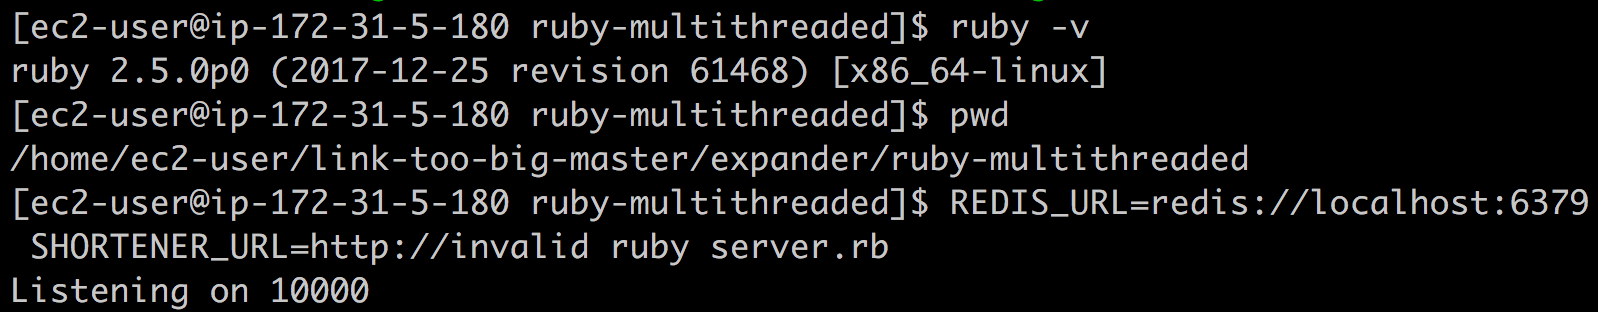 [ec2-user@ip-172-31-5-180 ruby-multithreaded]$ ruby -v
ruby 2.5.0p0 (2017-12-25 revision 61468) [x86_64-linux]
[ec2-user@ip-172-31-5-180 ruby-multithreaded]$ pwd
/home/ec2-user/link-too-big-master/expander/ruby-multithreaded
[ec2-user@ip-172-31-5-180 ruby-multithreaded]$ REDIS_URL=redis://localhost:6379
 SHORTENER_URL=http://invalid ruby server.rb
Listening on 10000